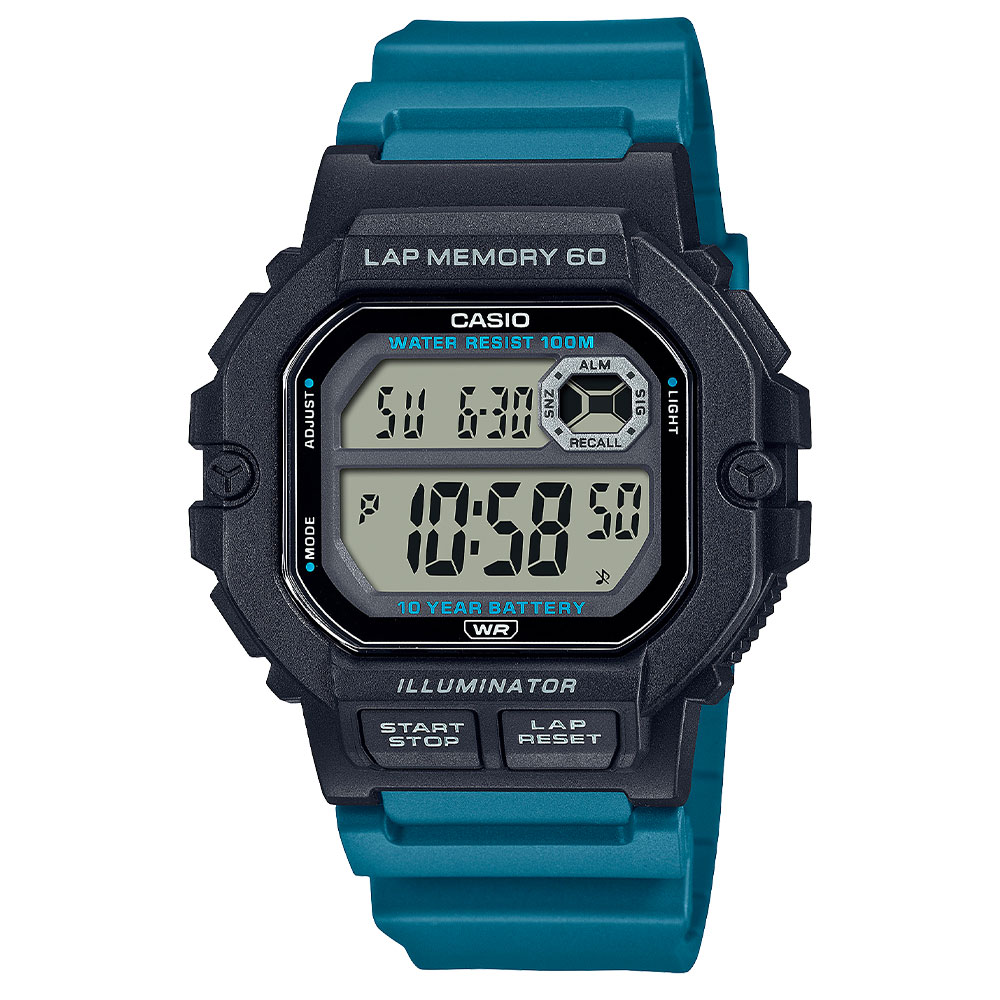 LAP MEMORY 60
CASIO
WATER RESIST 100M
ALM
SNZ
SIG
RECALL
ADJUST
LIGHT
SU 6-30
P 10:58 50
MODE
10 YEAR BATTERY
WR
ILLUMINATOR
START
STOP
LAP
RESET